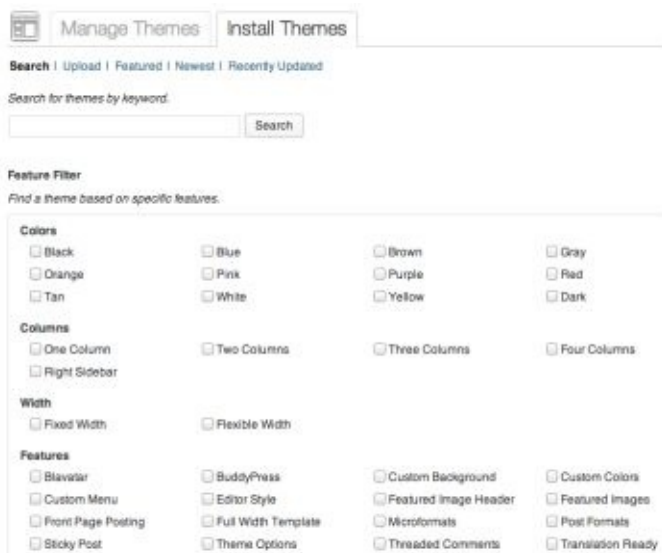 Manage Themes Install Themes
Search | Upload | Featured | Newest | Recently Updated
Search for themes by keyword.
Search
Feature Filter
Find a theme based on specific features.
Colors
Black Blue Brown Gray
Orange Pink Purple Red
Tan White Yellow Dark
Columns
One Column Two Columns Three Columns Four Columns
Right Sidebar
Width
Fixed Width Flexible Width
Features
Blavatar BuddyPress Custom Background Custom Colors
Custom Menu Editor Style Featured Image Header Featured Images
Front Page Posting Full Width Template Microformats Post Formats
Sticky Post Theme Options Threaded Comments Translation Ready